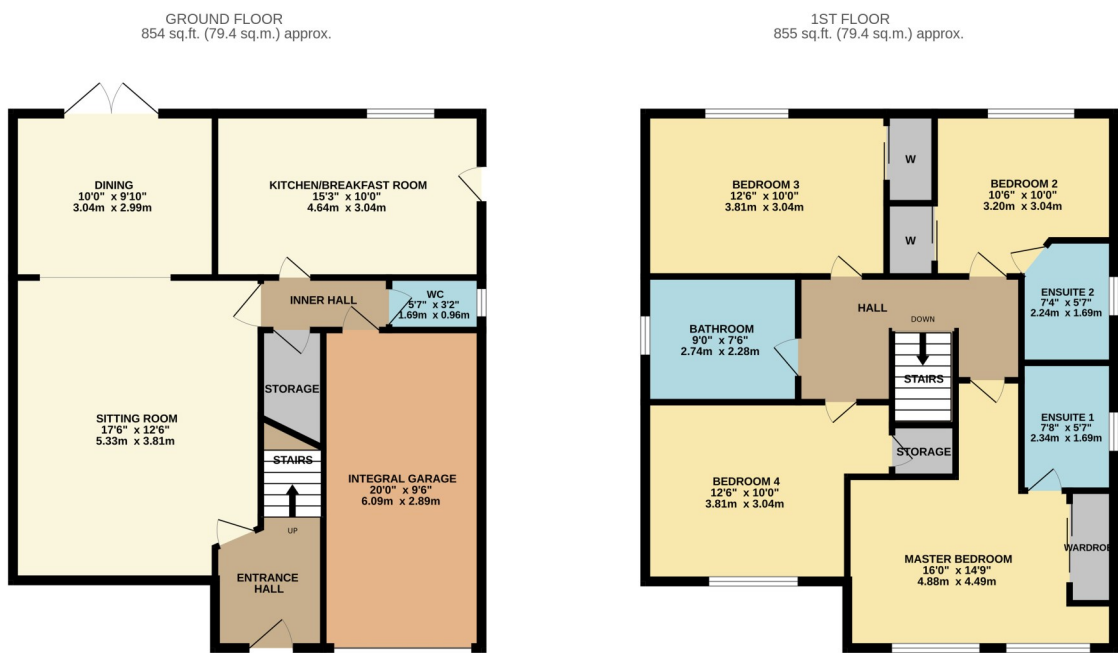 GROUND FLOOR
854 sq.ft. (79.4 sq.m.) approx.
DINING
10'0" x 9'10"
3.04m x 2.99m
KITCHEN/BREAKFAST ROOM
15'3" x 10'0"
4.64m x 3.04m
INNER HALL
WC
5'7" x 3'2"
1.69m x 0.96m
STORAGE
SITTING ROOM
17'6" x 12'6"
5.33m x 3.81m
STAIRS
UP
INTEGRAL GARAGE
20'0" x 9'6"
6.09m x 2.89m
ENTRANCE
HALL
1ST FLOOR
855 sq.ft. (79.4 sq.m.) approx.
BEDROOM 3
12'6" x 10'0"
3.81m x 3.04m
W
W
BEDROOM 2
10'6" x 10'0"
3.20m x 3.04m
ENSUITE 2
7'4" x 5'7"
2.24m x 1.69m
HALL
DOWN
BATHROOM
9'0" x 7'6"
2.74m x 2.28m
STAIRS
ENSUITE 1
7'8" x 5'7"
2.34m x 1.69m
STORAGE
BEDROOM 4
12'6" x 10'0"
3.81m x 3.04m
MASTER BEDROOM
16'0" x 14'9"
4.88m x 4.49m
WARDROB